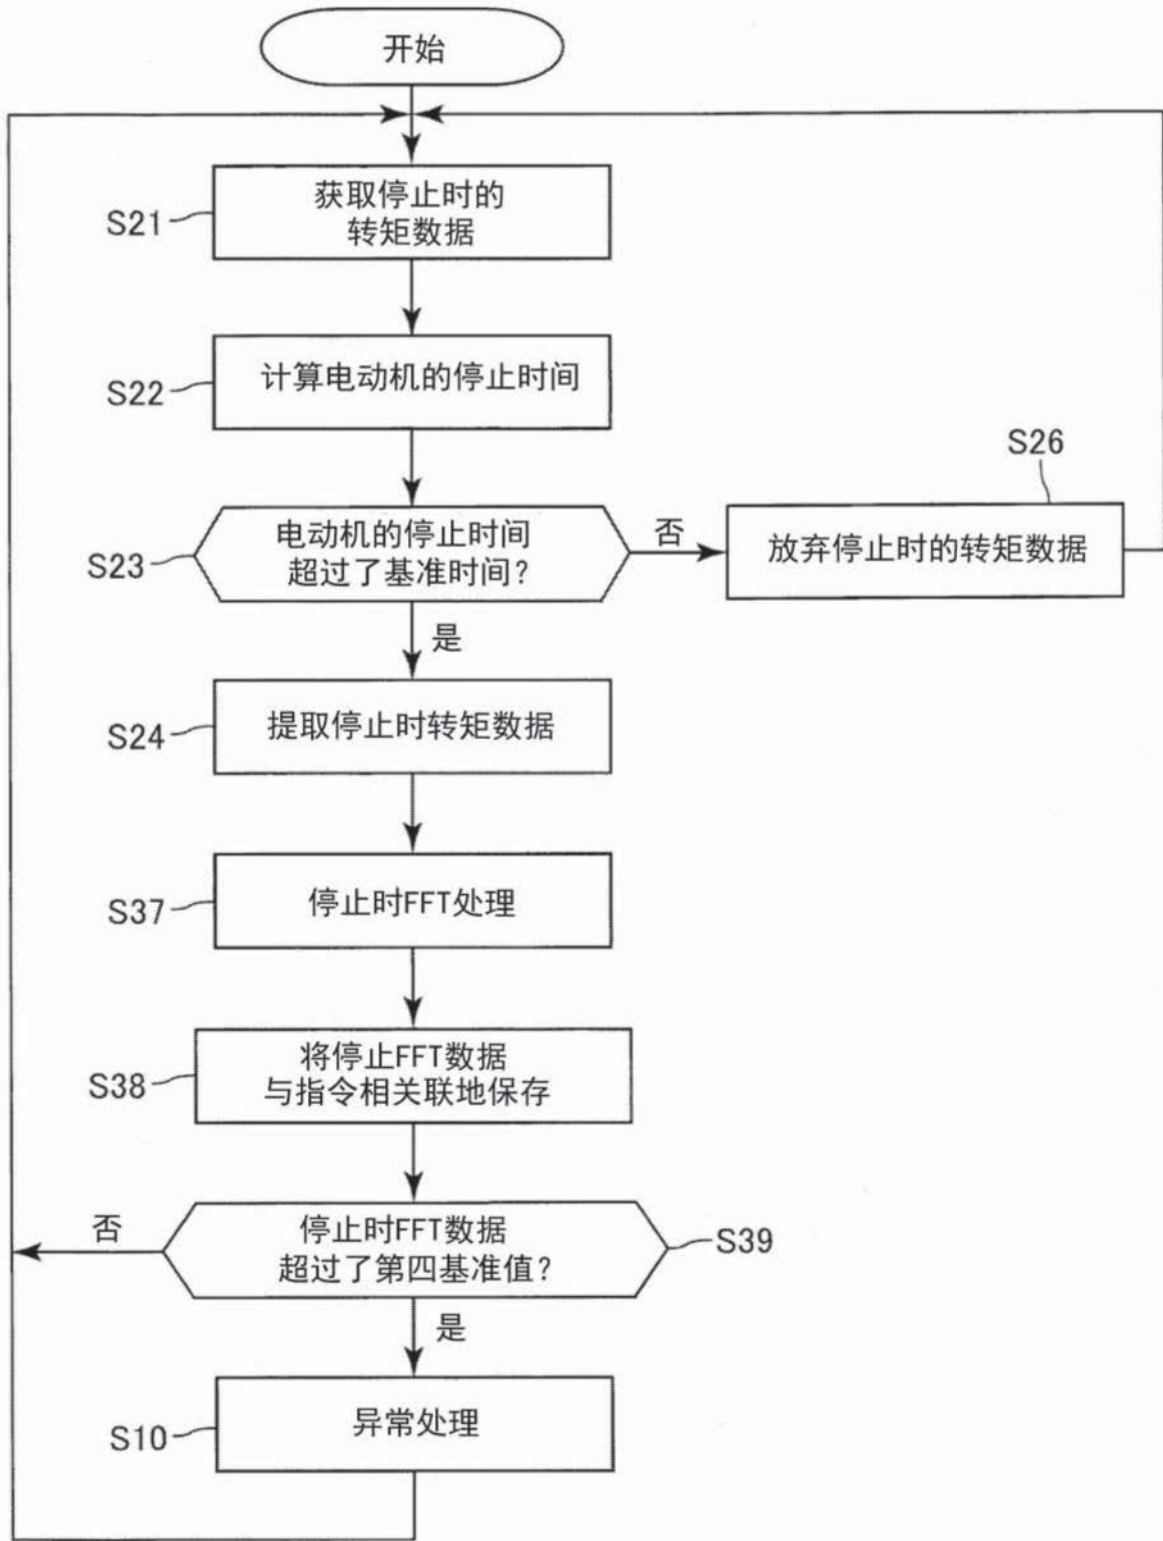 开始
获取停止时的
转矩数据
S21
计算电动机的停止时间
S22
S26
电动机的停止时间
超过了基准时间?
S23
否
放弃停止时的转矩数据
是
提取停止时转矩数据
S24
停止时FFT处理
S37
将停止FFT数据
与指令相关联地保存
S38
否
停止时FFT数据
超过了第四基准值?
S39
是
异常处理
S10